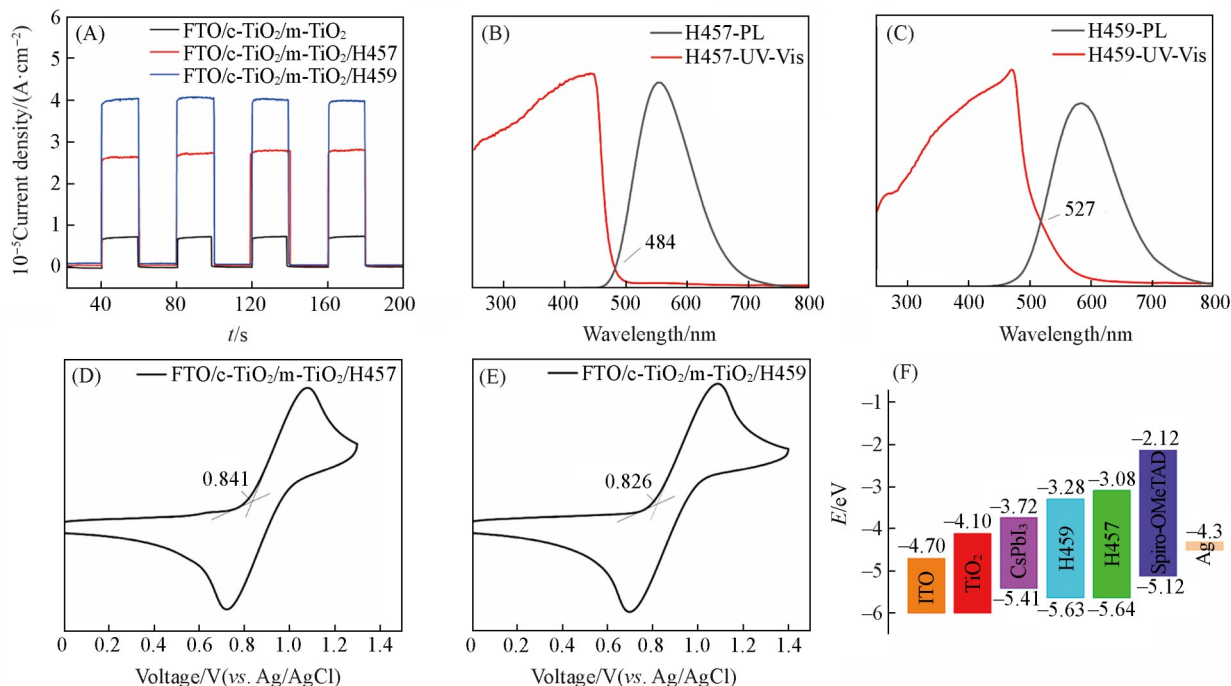 (A)
FTO/c-TiO₂/m-TiO₂
FTO/c-TiO₂/m-TiO₂/H457
FTO/c-TiO₂/m-TiO₂/H459
10⁻⁵Current density/(A·cm⁻²)
6
5
4
3
2
1
0
40 80 120 160 200
t/s
(B)
H457-PL
H457-UV-Vis
484
300 400 500 600 700 800
Wavelength/nm
(C)
H459-PL
H459-UV-Vis
527
300 400 500 600 700 800
Wavelength/nm
(D)
FTO/c-TiO₂/m-TiO₂/H457
0.841
0 0.2 0.4 0.6 0.8 1.0 1.2 1.4
Voltage/V(vs. Ag/AgCl)
(E)
FTO/c-TiO₂/m-TiO₂/H459
0.826
0 0.2 0.4 0.6 0.8 1.0 1.2 1.4
Voltage/V(vs. Ag/AgCl)
(F)
E/eV
−1
−2
−3
−4
−5
−6
−4.70
ITO
−4.10
TiO₂
−3.72
CsPbI₃
−5.41
−3.28
H459
−5.63
−3.08
H457
−5.64
−2.12
Spiro-OMeTAD
−5.12
−4.3
Ag